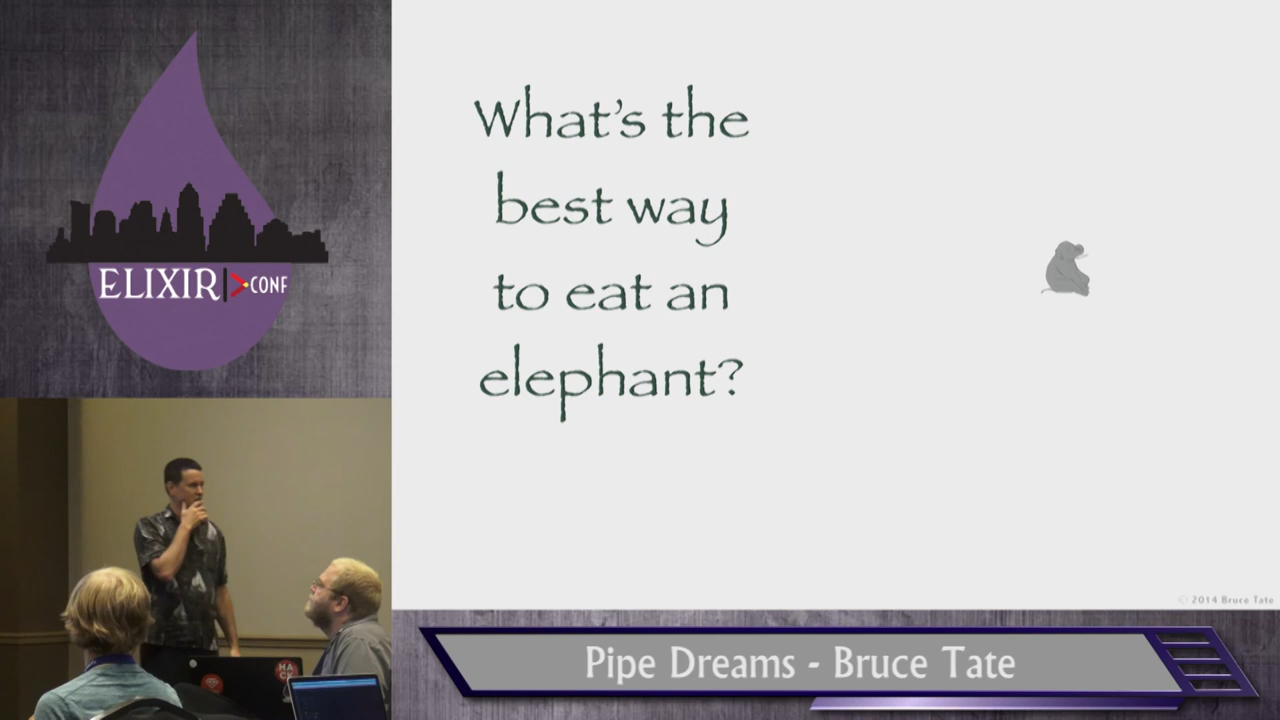 ELIXIR|>CONF
What's the
best way
to eat an
elephant?
© 2014 Bruce Tate
Pipe Dreams - Bruce Tate